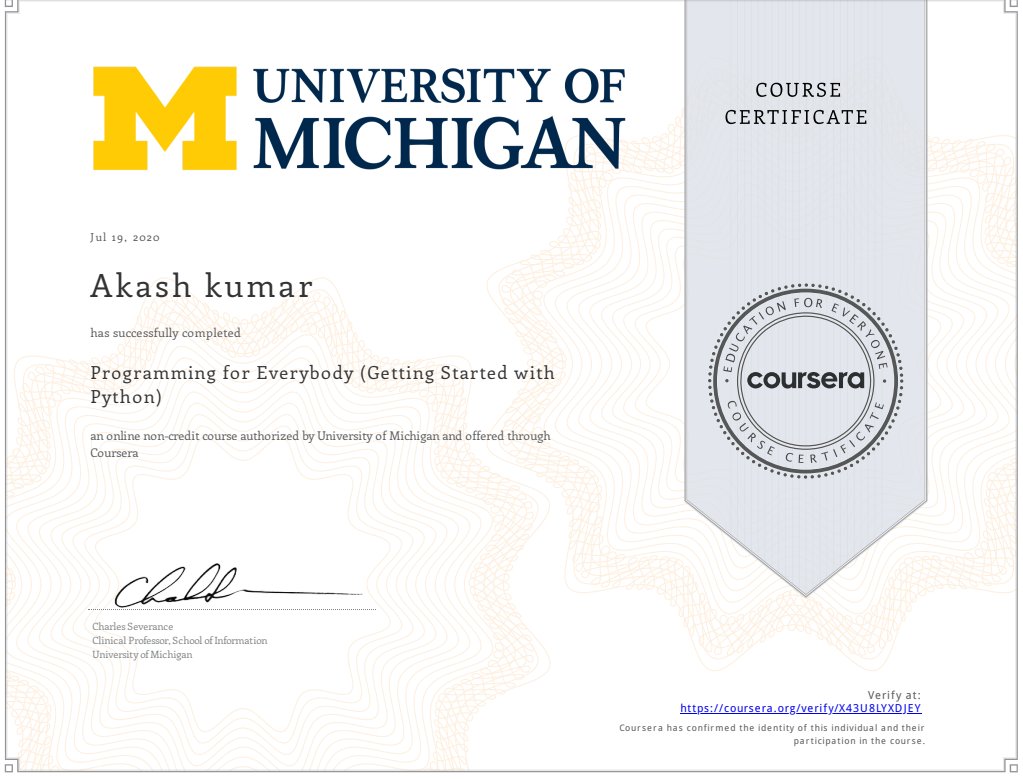 UNIVERSITY OF
MICHIGAN
COURSE
CERTIFICATE
Jul 19, 2020
Akash kumar
has successfully completed
Programming for Everybody (Getting Started with
Python)
an online non-credit course authorized by University of Michigan and offered through
Coursera
EDUCATION FOR EVERYONE
coursera
COURSE CERTIFICATE
Charles Severance
Clinical Professor, School of Information
University of Michigan
Verify at:
https://coursera.org/verify/X43U8LYXDJEY
Coursera has confirmed the identity of this individual and their
participation in the course.